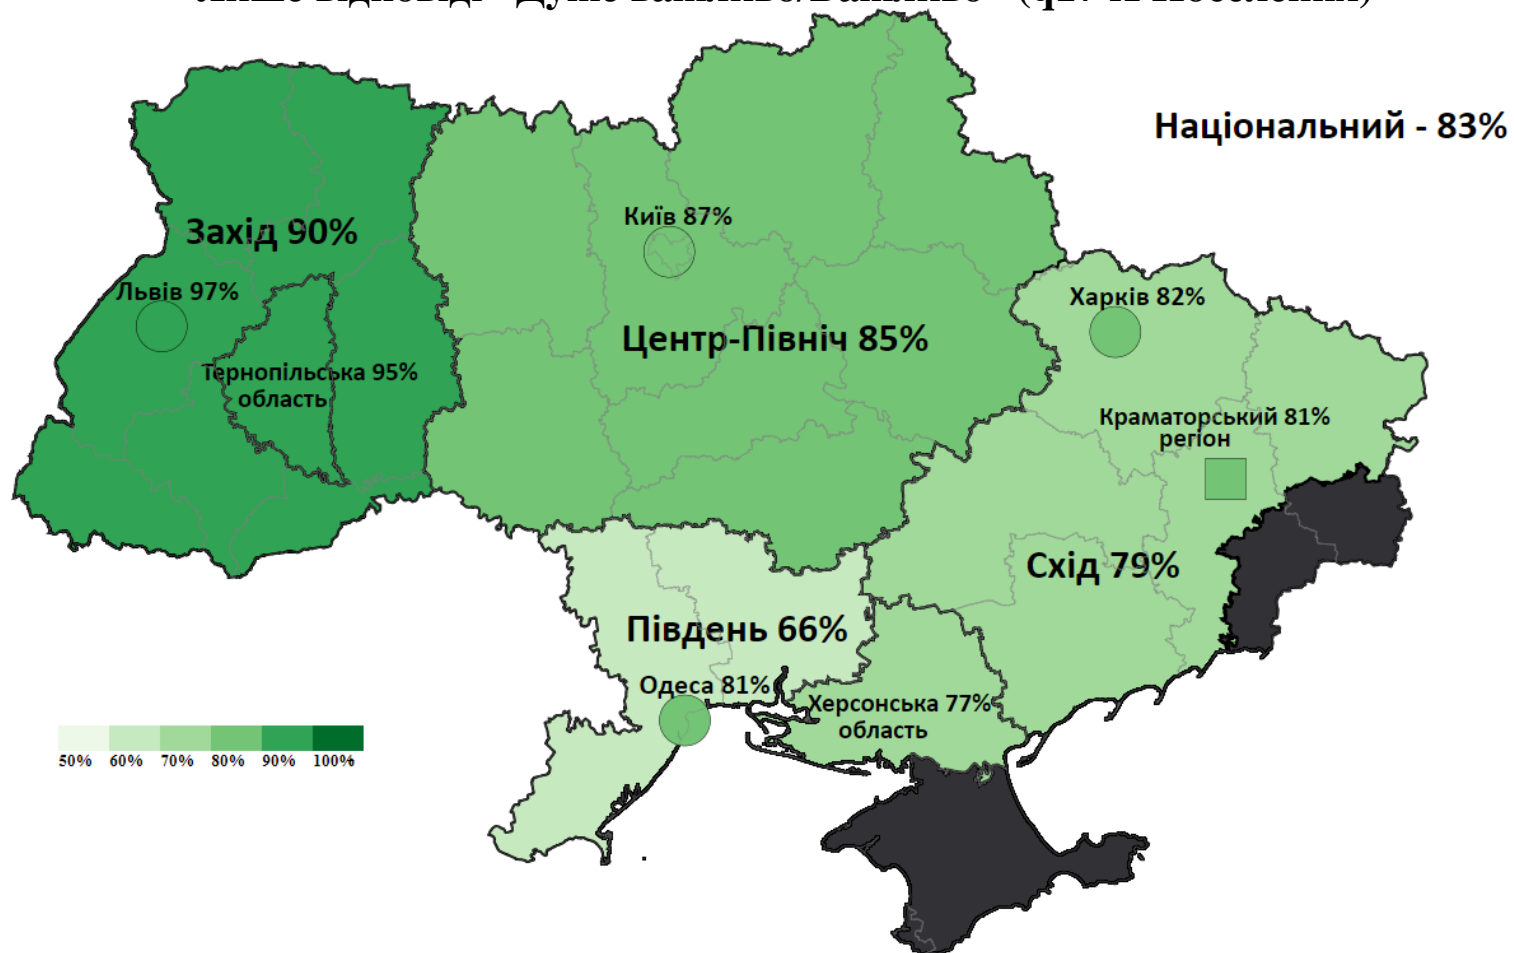 Національний - 83%
Київ 87%
Захід 90%
Львів 97%
Харків 82%
Центр-Північ 85%
Тернопільська 95%
область
Краматорський 81%
регіон
Схід 79%
Південь 66%
Одеса 81%
Херсонська 77%
область
50% 60% 70% 80% 90% 100%